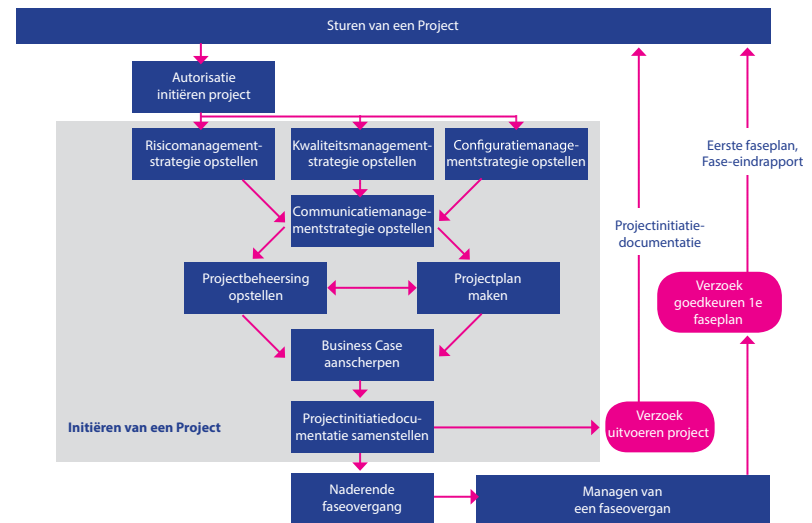 Sturen van een Project
Autorisatie
initiëren project
Risicomanagement-
strategie opstellen
Kwaliteitsmanagement-
strategie opstellen
Configuratiemanage-
mentstrategie opstellen
Communicatiemanage-
mentstrategie opstellen
Projectbeheersing
opstellen
Projectplan
maken
Business Case
aanscherpen
Initiëren van een Project
Projectinitiatiedocu-
mentatie samenstellen
Verzoek
uitvoeren project
Projectinitiatie-
documentatie
Eerste faseplan,
Fase-eindrapport
Verzoek
goedkeuren 1e
faseplan
Naderende
faseovergang
Managen van
een faseovergan